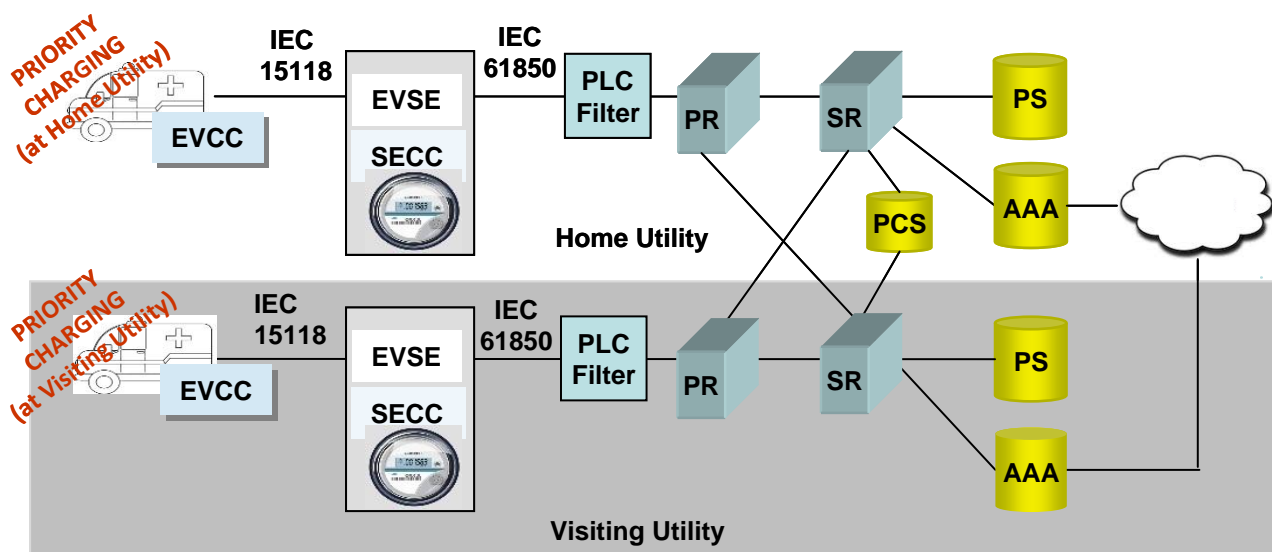 PRIORITY
CHARGING
(at Home Utility)
EVCC
IEC
15118
EVSE
SECC
IEC
61850
PLC
Filter
PR
SR
PS
AAA
PCS
Home Utility
PRIORITY
CHARGING
(at Visiting Utility)
EVCC
IEC
15118
EVSE
SECC
IEC
61850
PLC
Filter
PR
SR
PS
AAA
Visiting Utility